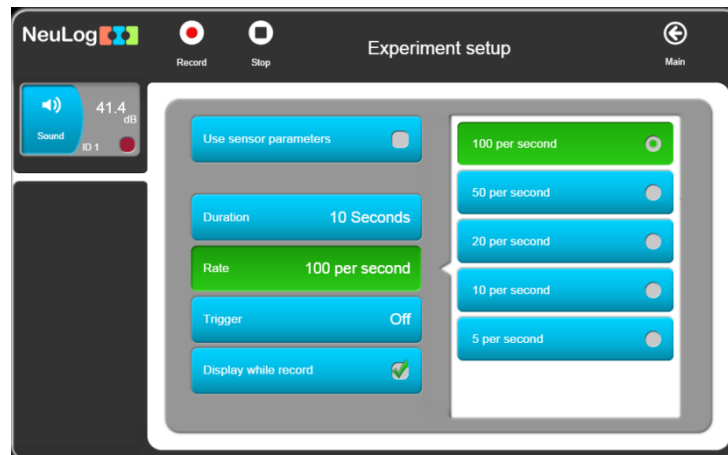 NeuLog
Record
Stop
Experiment setup
Main
41.4
dB
Sound
ID 1
Use sensor parameters
Duration 10 Seconds
Rate 100 per second
Trigger Off
Display while record
100 per second
50 per second
20 per second
10 per second
5 per second